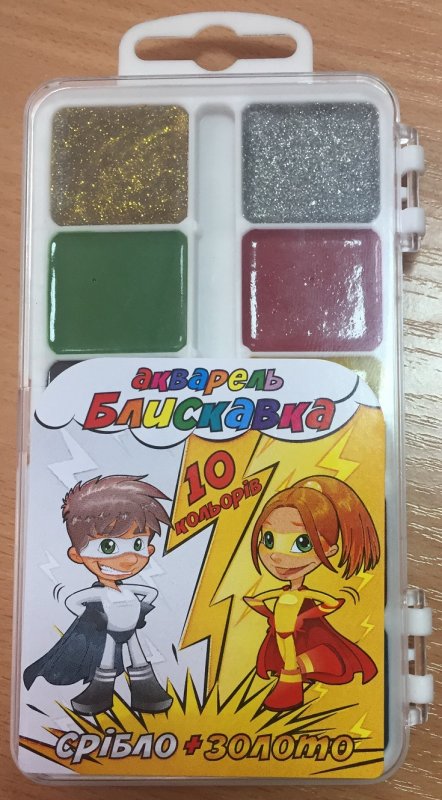 акварель
Блискавка
10
кольорів
срібло + золото